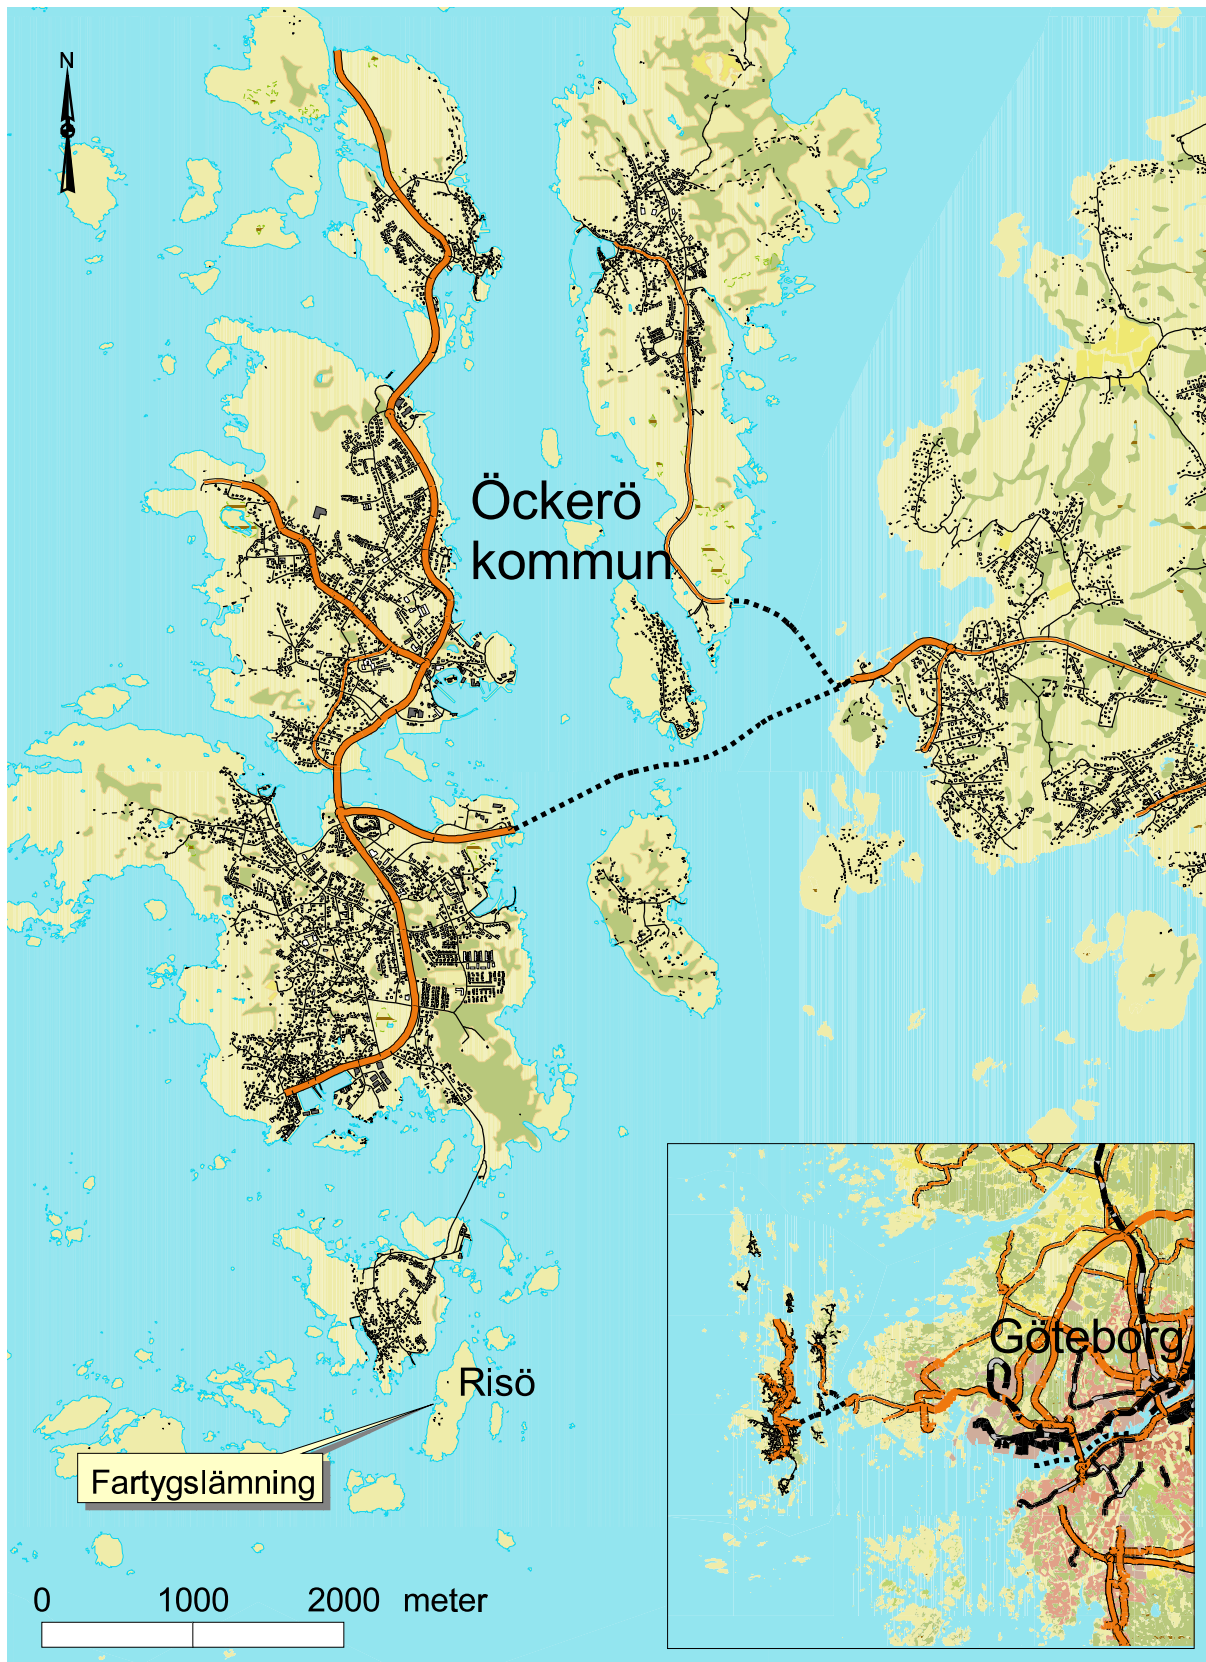 N
Öckerö
kommun
Göteborg
Risö
Fartygslämning
0 1000 2000 meter